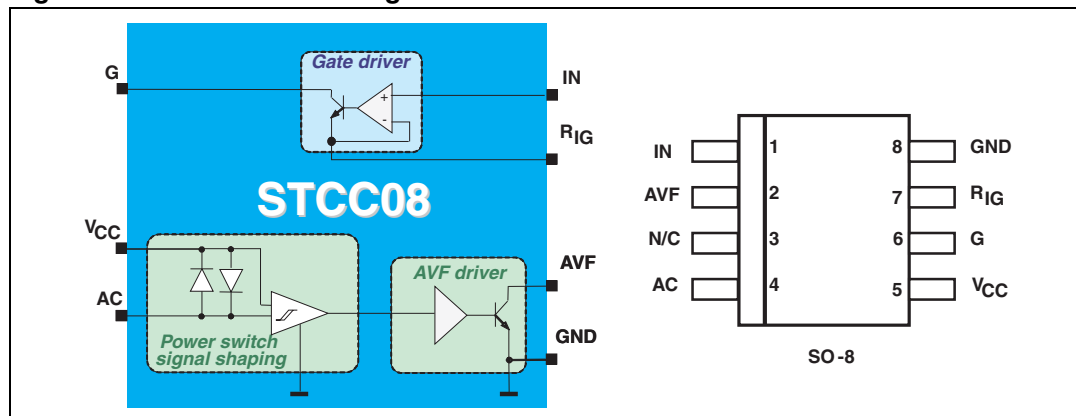 G
Gate driver
+
-
IN
RIG
STCC08
VCC
AC
Power switch
signal shaping
AVF driver
AVF
GND
IN
AVF
N/C
AC
1
2
3
4
8
7
6
5
GND
RIG
G
VCC
SO-8